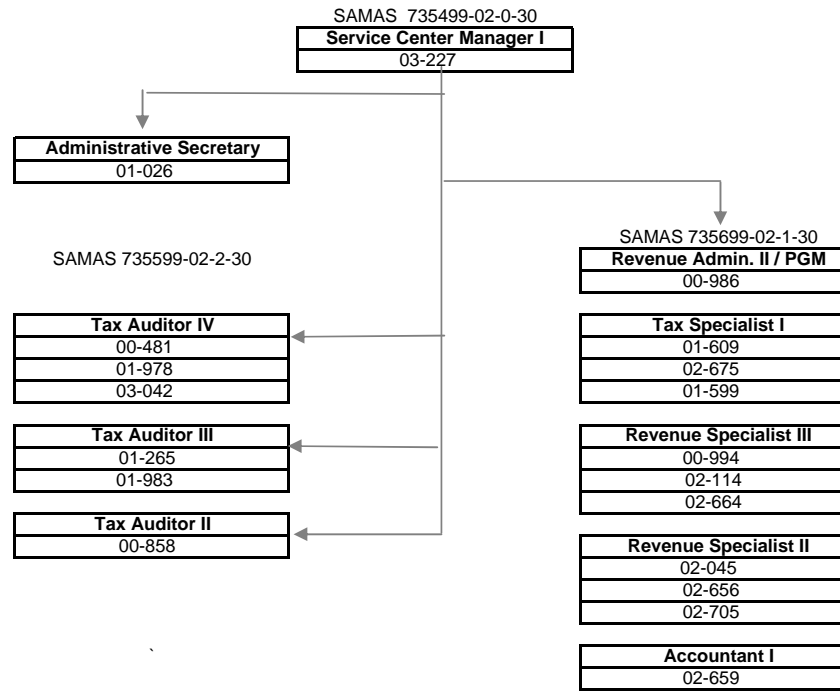 SAMAS 735499-02-0-30
Service Center Manager I
03-227
Administrative Secretary
01-026
SAMAS 735599-02-2-30
Tax Auditor IV
00-481
01-978
03-042
Tax Auditor III
01-265
01-983
Tax Auditor II
00-858
`
SAMAS 735699-02-1-30
Revenue Admin. II / PGM
00-986
Tax Specialist I
01-609
02-675
01-599
Revenue Specialist III
00-994
02-114
02-664
Revenue Specialist II
02-045
02-656
02-705
Accountant I
02-659